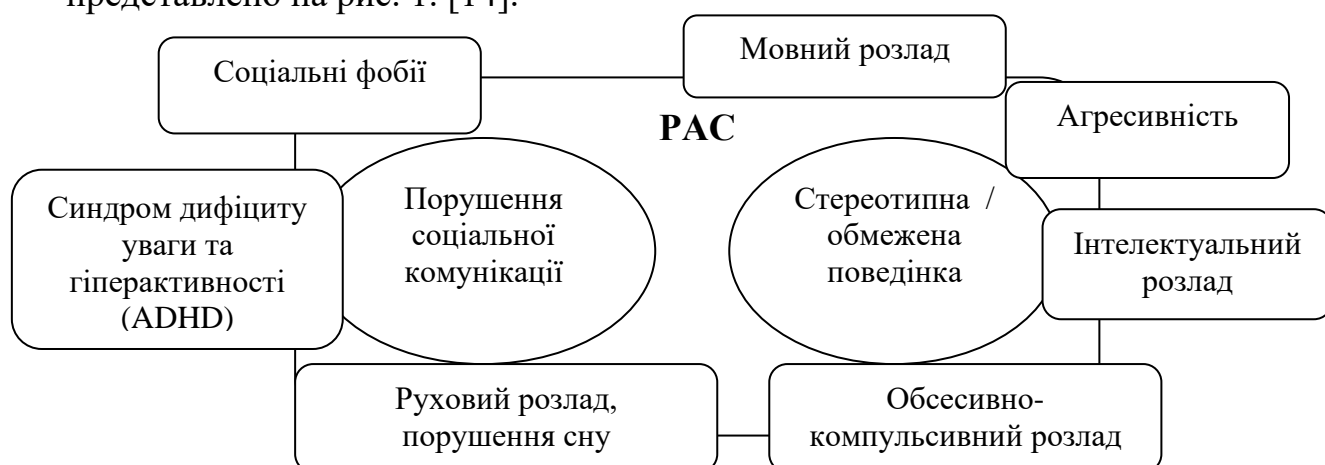 представлено на рис. 1. [14].
Соціальні фобії
Мовний розлад
Агресивність
РАС
Синдром дифіциту
уваги та
гіперактивності
(ADHD)
Порушення
соціальної
комунікації
Стереотипна /
обмежена
поведінка
Інтелектуальний
розлад
Руховий розлад,
порушення сну
Обсесивно-
компульсивний розлад